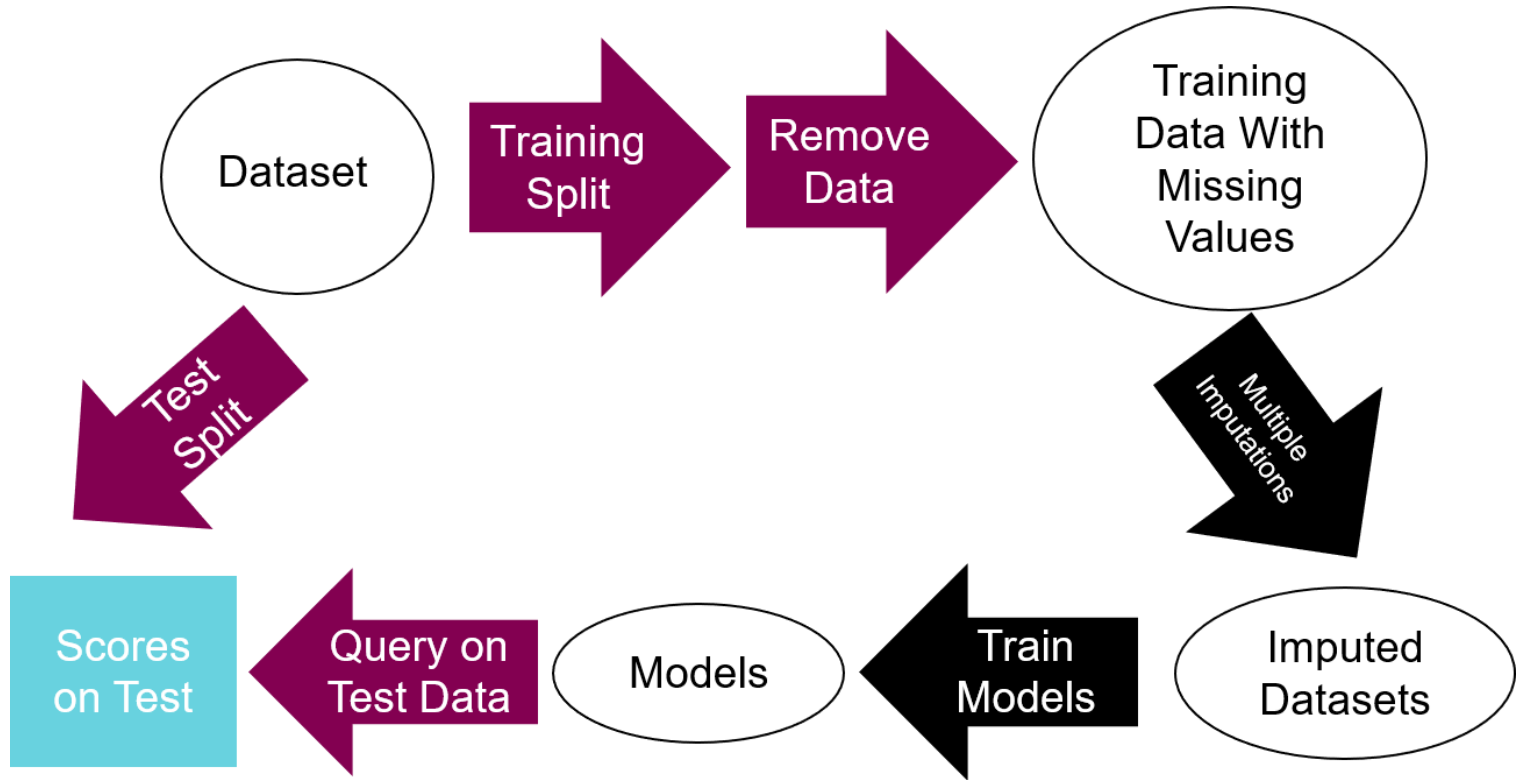 Dataset
Training
Split
Remove
Data
Training
Data With
Missing
Values
Test
Split
Multiple
Imputations
Scores
on Test
Query on
Test Data
Models
Train
Models
Imputed
Datasets